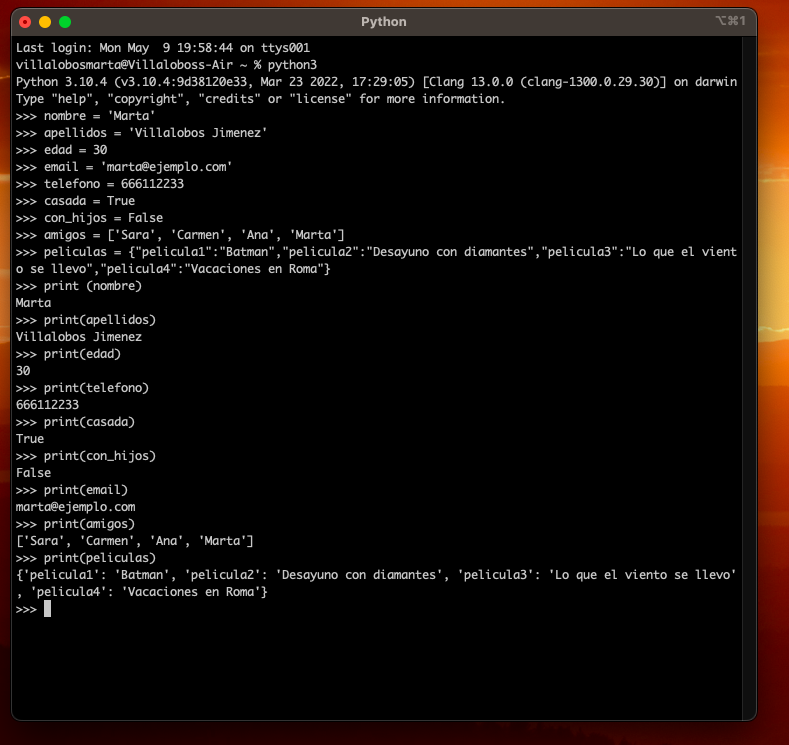 Python
⌥⌘1
Last login: Mon May  9 19:58:44 on ttys001
villalobosmarta@Villaloboss-Air ~ % python3
Python 3.10.4 (v3.10.4:9d38120e33, Mar 23 2022, 17:29:05) [Clang 13.0.0 (clang-1300.0.29.30)] on darwin
Type "help", "copyright", "credits" or "license" for more information.
>>> nombre = 'Marta'
>>> apellidos = 'Villalobos Jimenez'
>>> edad = 30
>>> email = 'marta@ejemplo.com'
>>> telefono = 666112233
>>> casada = True
>>> con_hijos = False
>>> amigos = ['Sara', 'Carmen', 'Ana', 'Marta']
>>> peliculas = {"pelicula1":"Batman","pelicula2":"Desayuno con diamantes","pelicula3":"Lo que el vient
o se llevo","pelicula4":"Vacaciones en Roma"}
>>> print (nombre)
Marta
>>> print(apellidos)
Villalobos Jimenez
>>> print(edad)
30
>>> print(telefono)
666112233
>>> print(casada)
True
>>> print(con_hijos)
False
>>> print(email)
marta@ejemplo.com
>>> print(amigos)
['Sara', 'Carmen', 'Ana', 'Marta']
>>> print(peliculas)
{'pelicula1': 'Batman', 'pelicula2': 'Desayuno con diamantes', 'pelicula3': 'Lo que el viento se llevo'
, 'pelicula4': 'Vacaciones en Roma'}
>>>